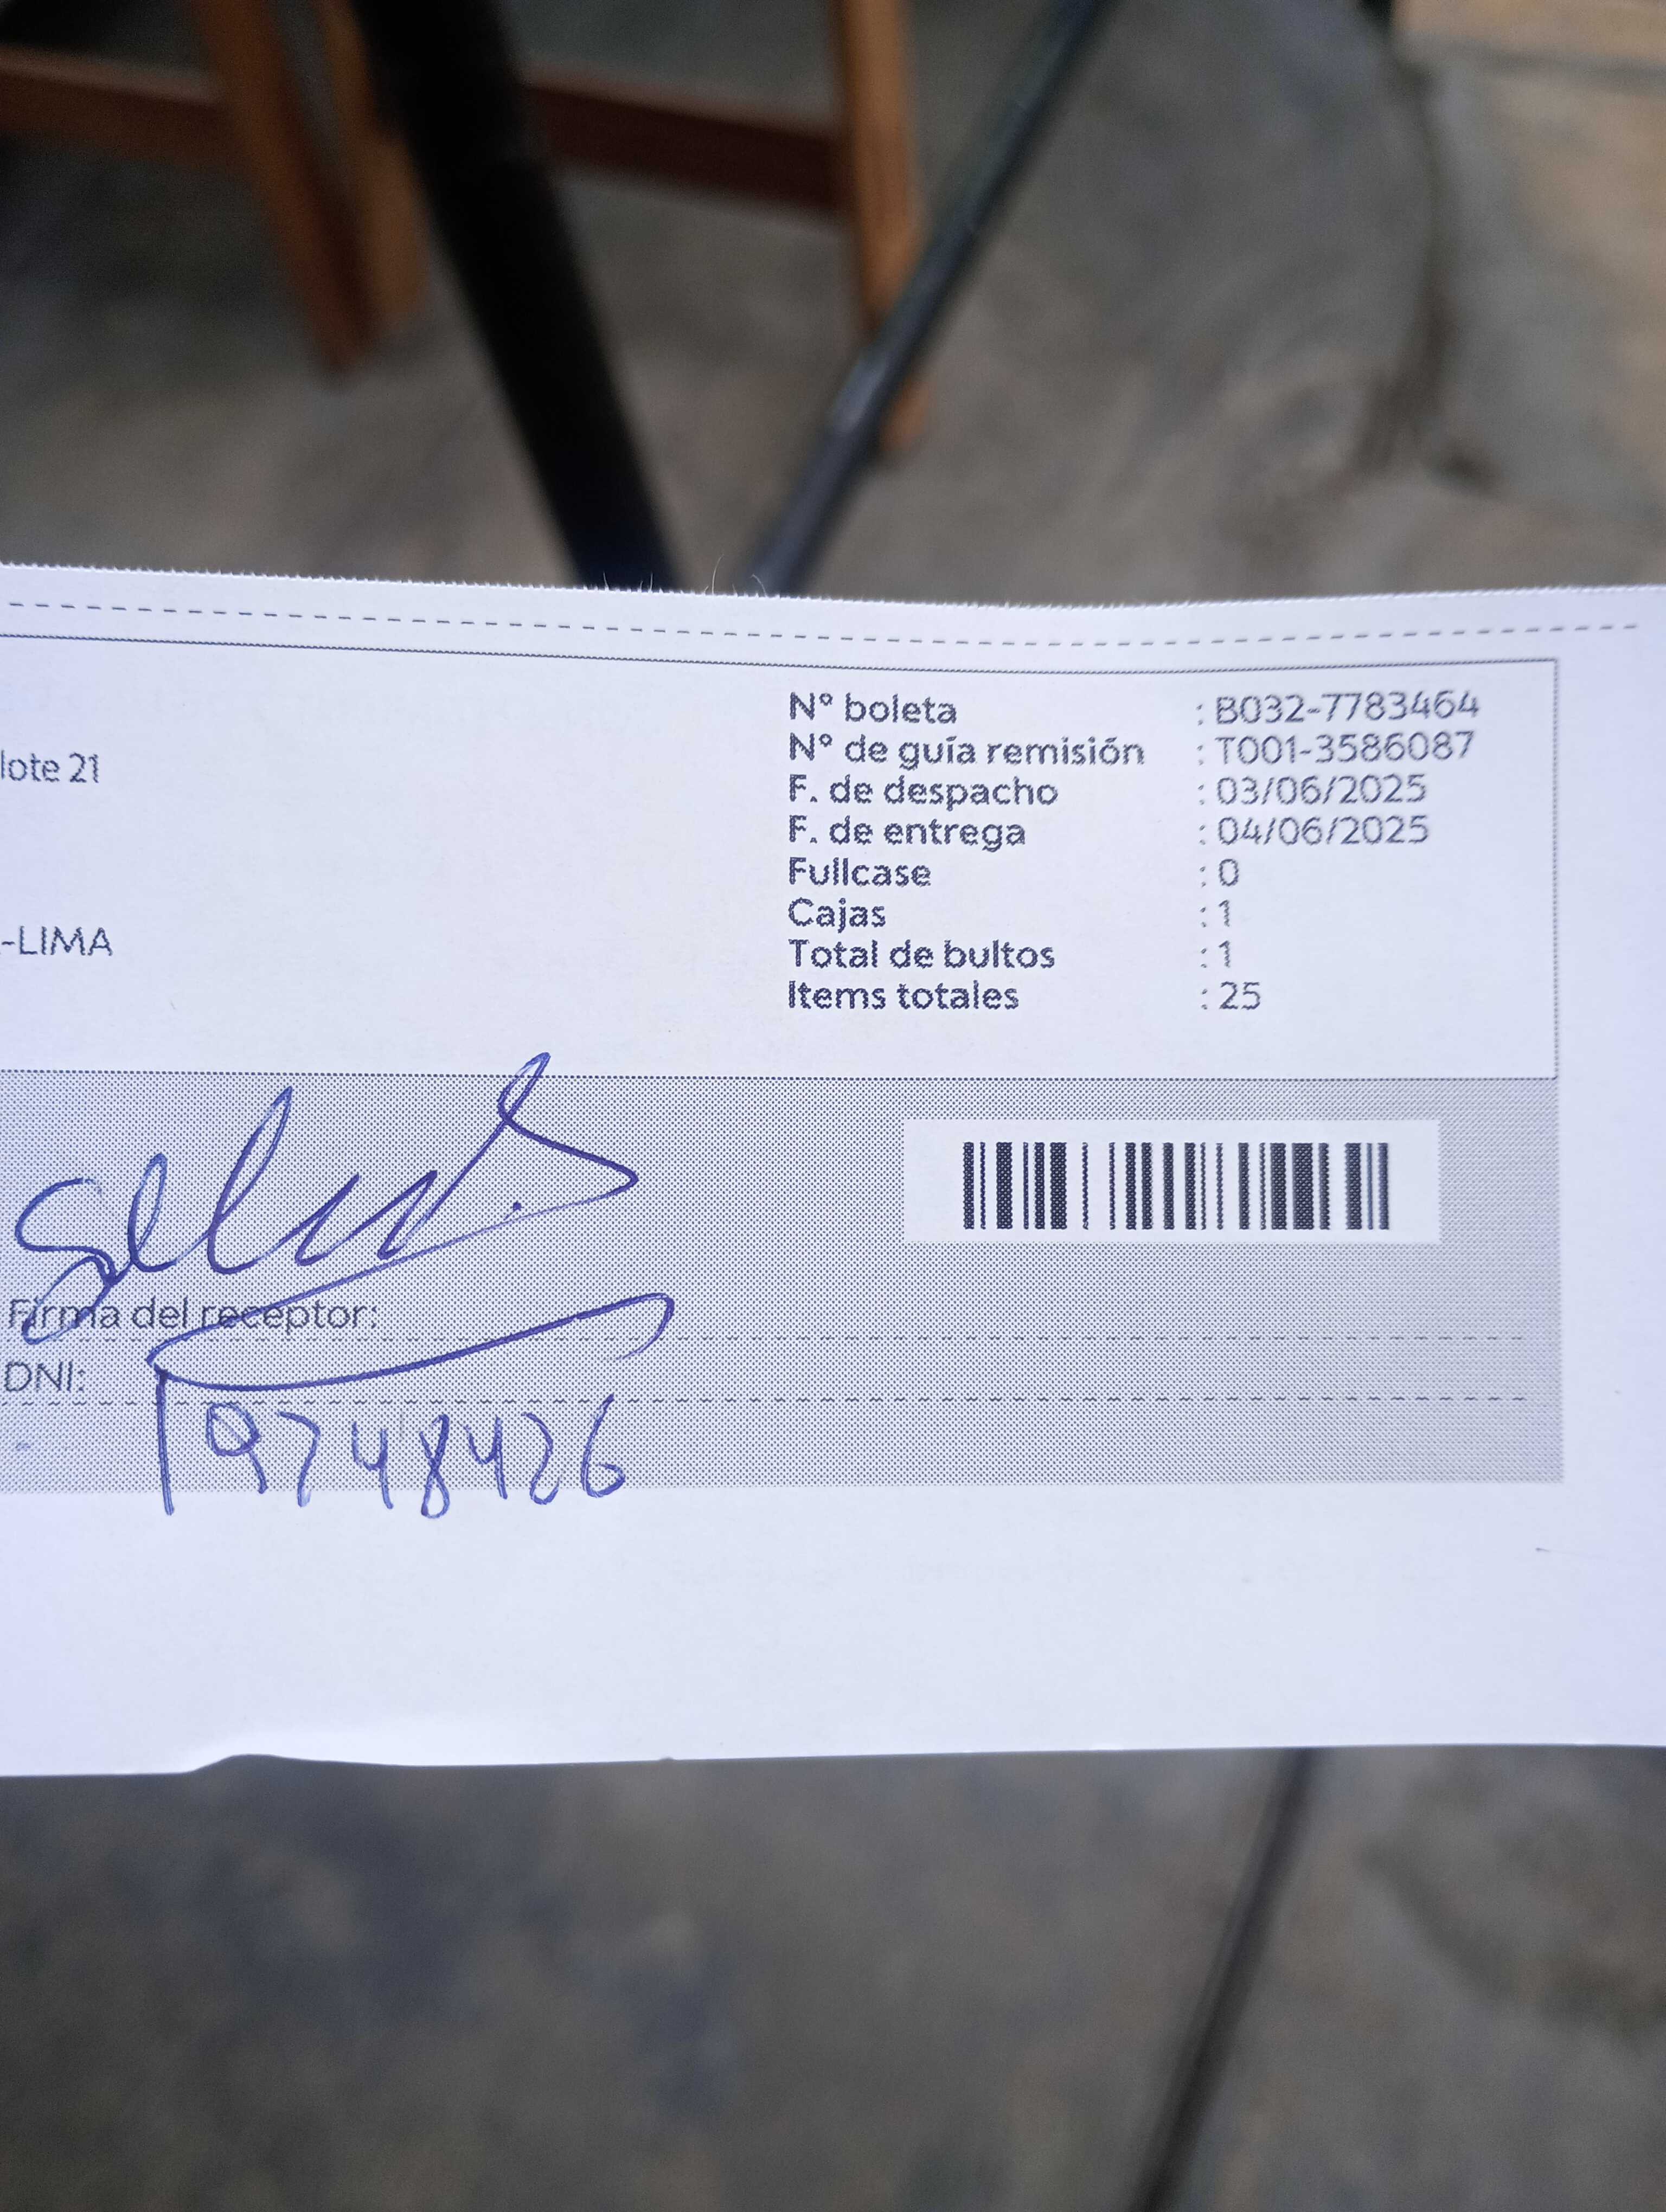 lote 21
-LIMA
N° boleta : B032-7783464
N° de guía remisión : T001-3586087
F. de despacho : 03/06/2025
F. de entrega : 04/06/2025
Fullcase : 0
Cajas : 1
Total de bultos : 1
Items totales : 25
Firma del receptor:
DNI:
19748426